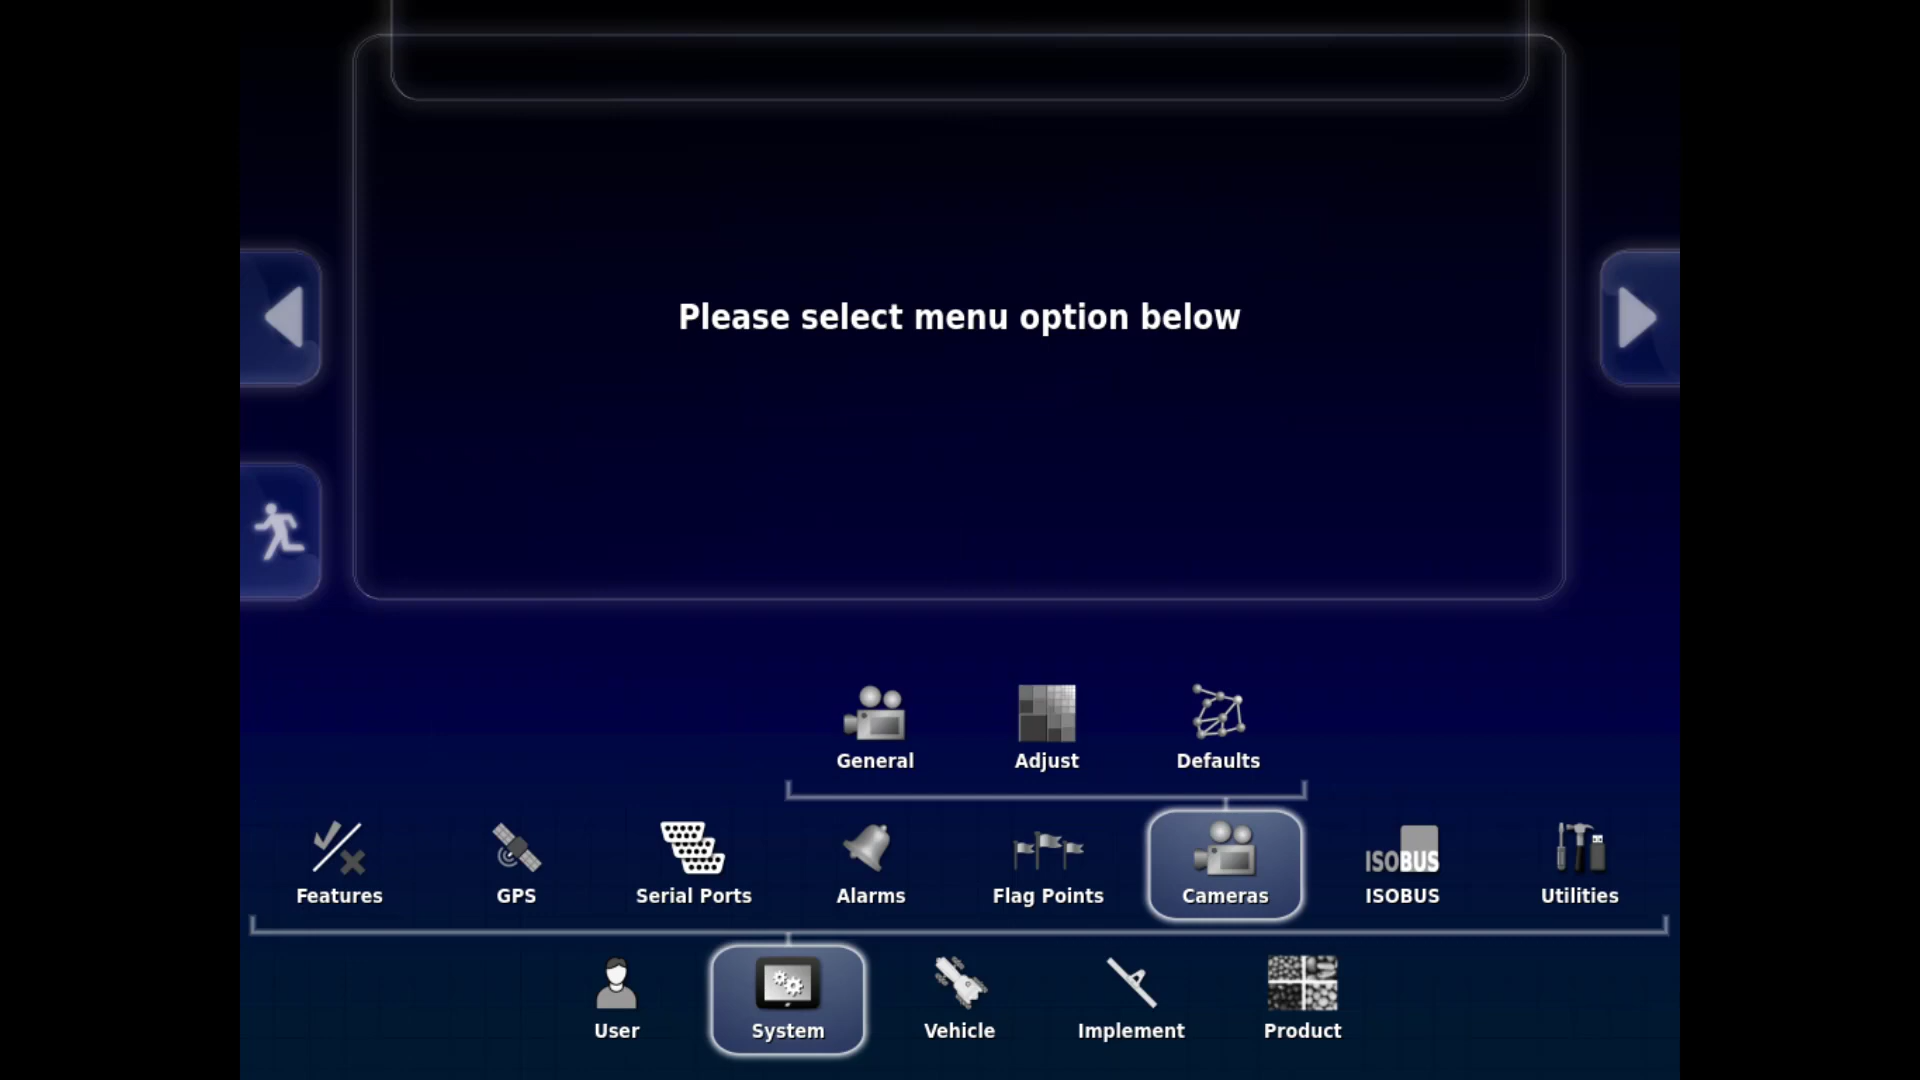 Please select menu option below
General
Adjust
Defaults
Features
GPS
Serial Ports
Alarms
Flag Points
Cameras
ISOBUS
ISOBUS
Utilities
User
System
Vehicle
Implement
Product